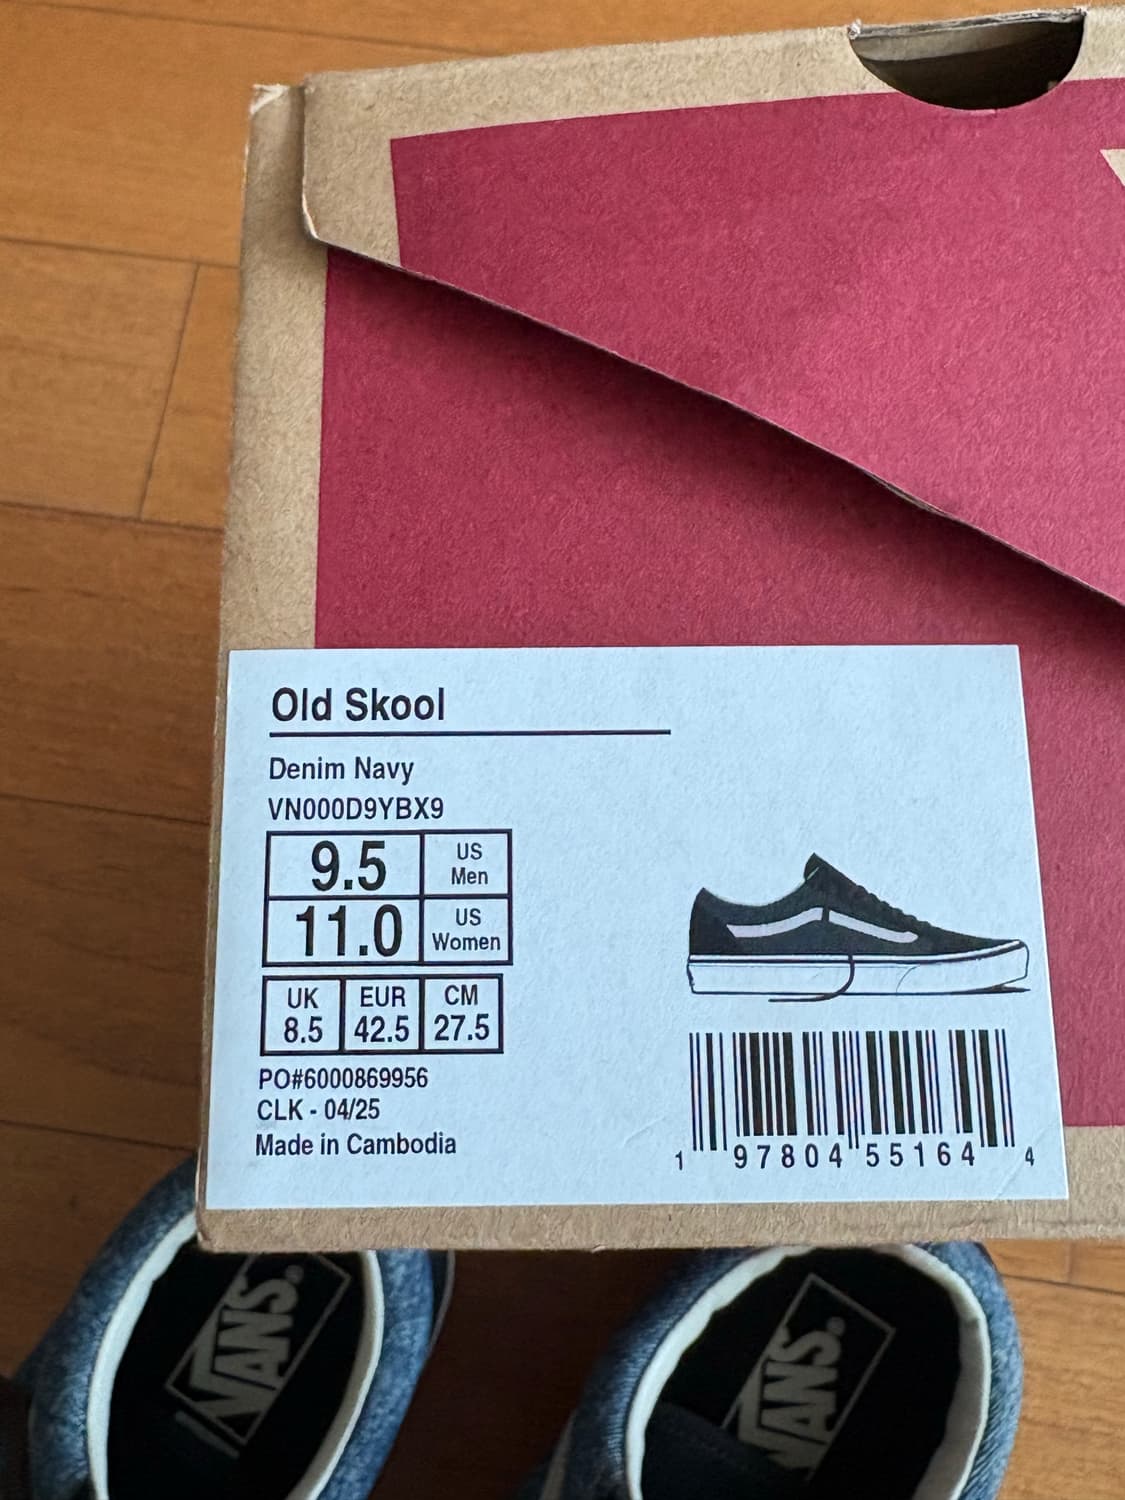 Old Skool
Denim Navy
VN000D9YBX9
9.5 US Men
11.0 US Women
UK EUR CM
8.5 42.5 27.5
PO#6000869956
CLK - 04/25
Made in Cambodia
1 97804 55164 4
VANS®
VANS®